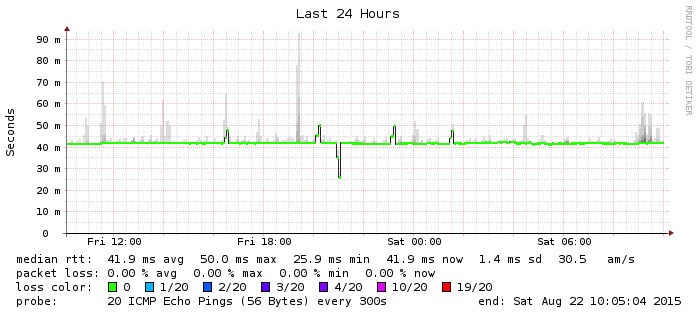 Last 24 Hours
RRDTOOL / TOBI OETIKER
Seconds
90 m
80 m
70 m
60 m
50 m
40 m
30 m
20 m
10 m
0
Fri 12:00 Fri 18:00 Sat 00:00 Sat 06:00
median rtt: 41.9 ms avg 50.0 ms max 25.9 ms min 41.9 ms now 1.4 ms sd 30.5 am/s
packet loss: 0.00 % avg 0.00 % max 0.00 % min 0.00 % now
loss color: 0 1/20 2/20 3/20 4/20 10/20 19/20
probe: 20 ICMP Echo Pings (56 Bytes) every 300s end: Sat Aug 22 10:05:04 2015